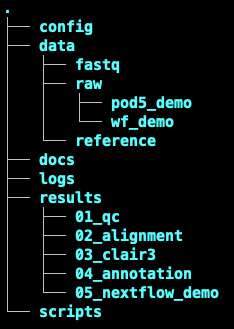 .
├── config
├── data
│   ├── fastq
│   ├── raw
│   │   ├── pod5_demo
│   │   └── wf_demo
│   └── reference
├── docs
├── logs
├── results
│   ├── 01_qc
│   ├── 02_alignment
│   ├── 03_clair3
│   ├── 04_annotation
│   └── 05_nextflow_demo
└── scripts